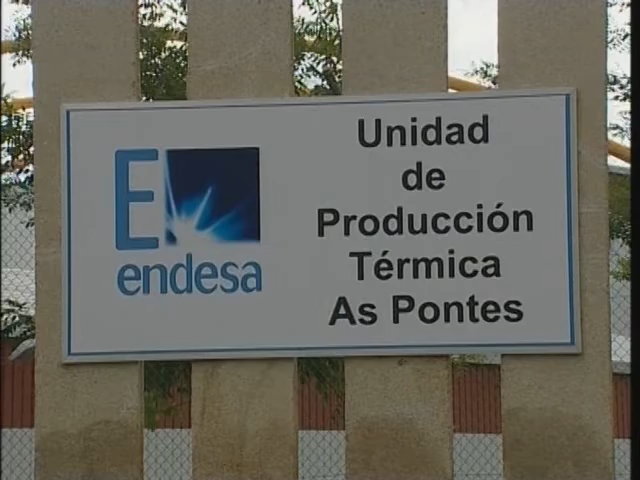 E
endesa
Unidad
de
Producción
Térmica
As Pontes